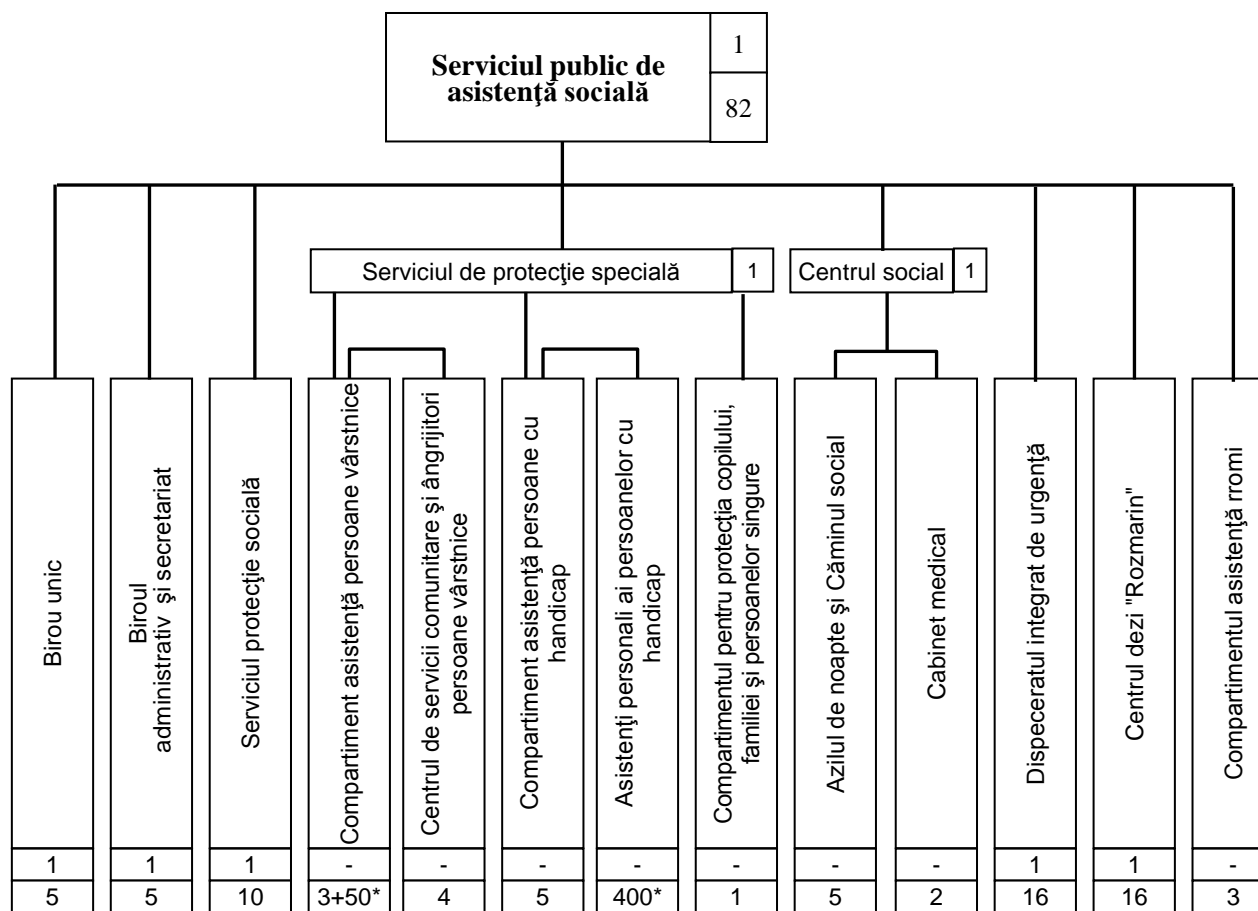 Serviciul public de
asistenţă socială
1
82
Serviciul de protecţie specială
1
Centrul social
1
Birou unic
1
5
Biroul
administrativ şi secretariat
1
5
Serviciul protecţie socială
1
10
Compartiment asistenţă persoane vârstnice
-
3+50*
Centrul de servicii comunitare şi ângrijitori
persoane vârstnice
-
4
Compartiment asistenţă persoane cu
handicap
-
5
Asistenţi personali ai persoanelor cu
handicap
-
400*
Compartimentul pentru protecţia copilului,
familiei şi persoanelor singure
-
1
Azilul de noapte şi Căminul social
-
5
Cabinet medical
-
2
Dispeceratul integrat de urgenţă
1
16
Centrul dezi "Rozmarin"
1
16
Compartimentul asistenţă rromi
-
3